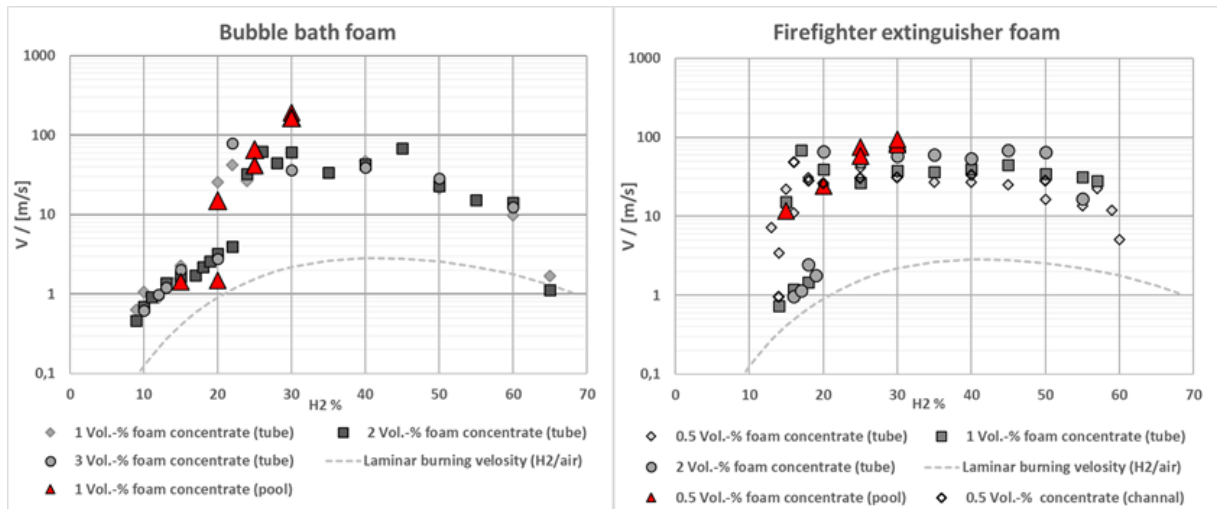 Bubble bath foam
1000
100
10
1
0,1
V / [m/s]
0 10 20 30 40 50 60 70
H2 %
1 Vol.-% foam concentrate (tube) 2 Vol.-% foam concentrate (tube)
3 Vol.-% foam concentrate (tube) Laminar burning velosity (H2/air)
1 Vol.-% foam concentrate (pool)
Firefighter extinguisher foam
1000
100
10
1
0,1
V / [m/s]
0 10 20 30 40 50 60 70
H2 %
0.5 Vol.-% foam concentrate (tube) 1 Vol.-% foam concentrate (tube)
2 Vol.-% foam concentrate (tube) Laminar burning velosity (H2/air)
0.5 Vol.-% foam concentrate (pool) 0.5 Vol.-% concentrate (channal)